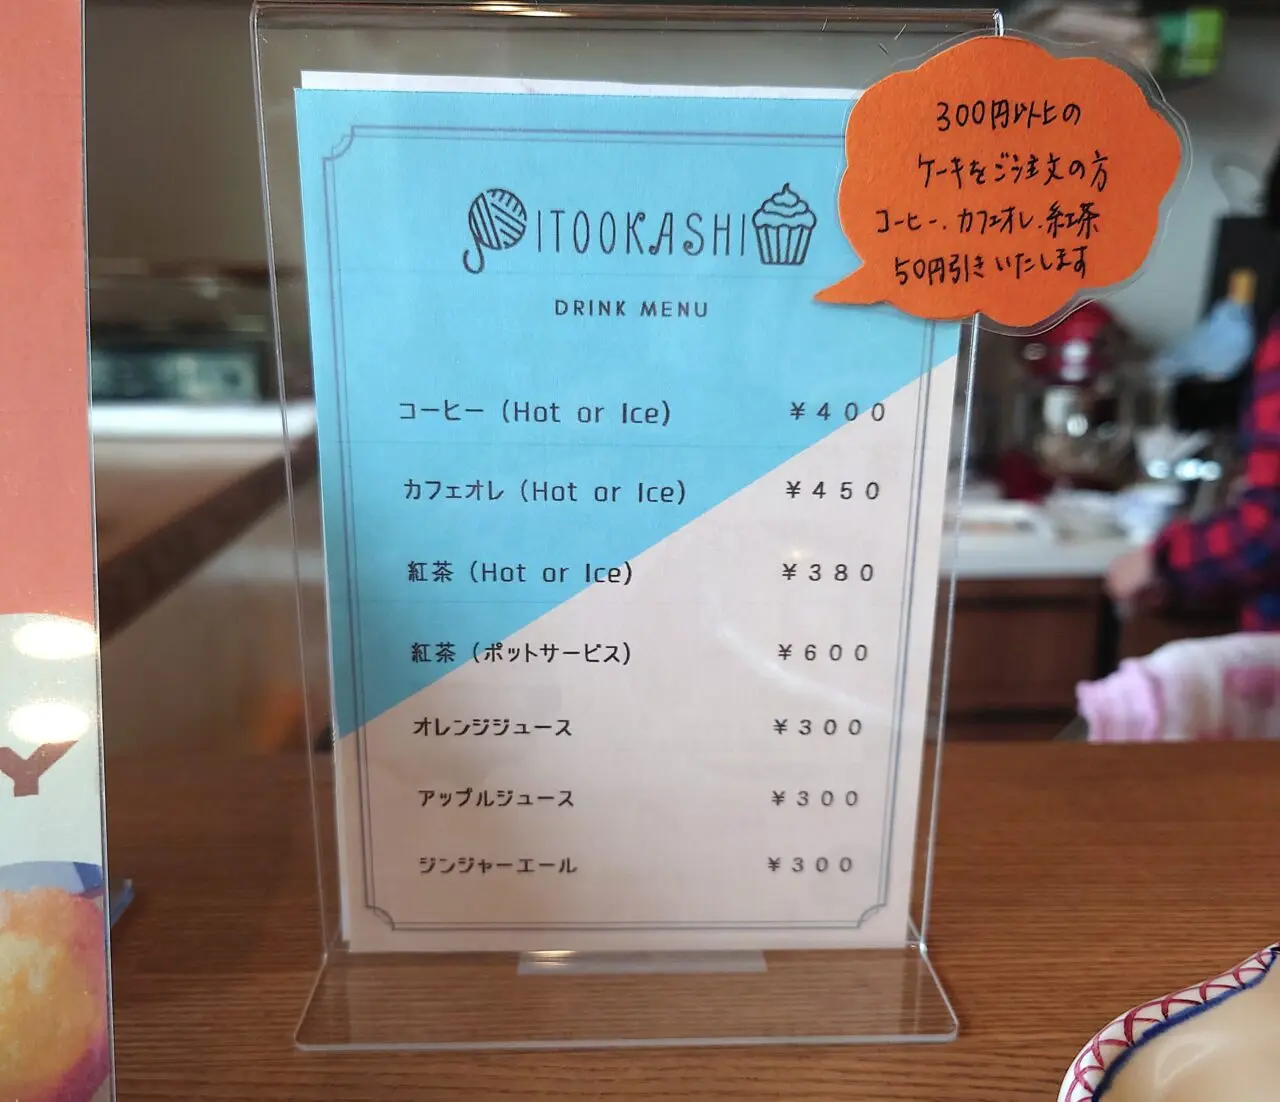 300円以上の
ケーキをご注文の方
コーヒー、カフェオレ、紅茶
50円引きいたします
ITOOKASHI
DRINK MENU
コーヒー (Hot or Ice) ¥400
カフェオレ (Hot or Ice) ¥450
紅茶 (Hot or Ice) ¥380
紅茶 (ポットサービス) ¥600
オレンジジュース ¥300
アップルジュース ¥300
ジンジャーエール ¥300
Y